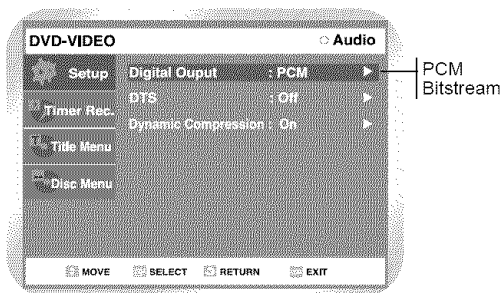 DVD-VIDEO Audio
Setup Digital Ouput : PCM
PCM
Bitstream
Timer Rec. DTS : Off
Dynamic Compression : On
Title Menu
Disc Menu
MOVE SELECT RETURN EXIT